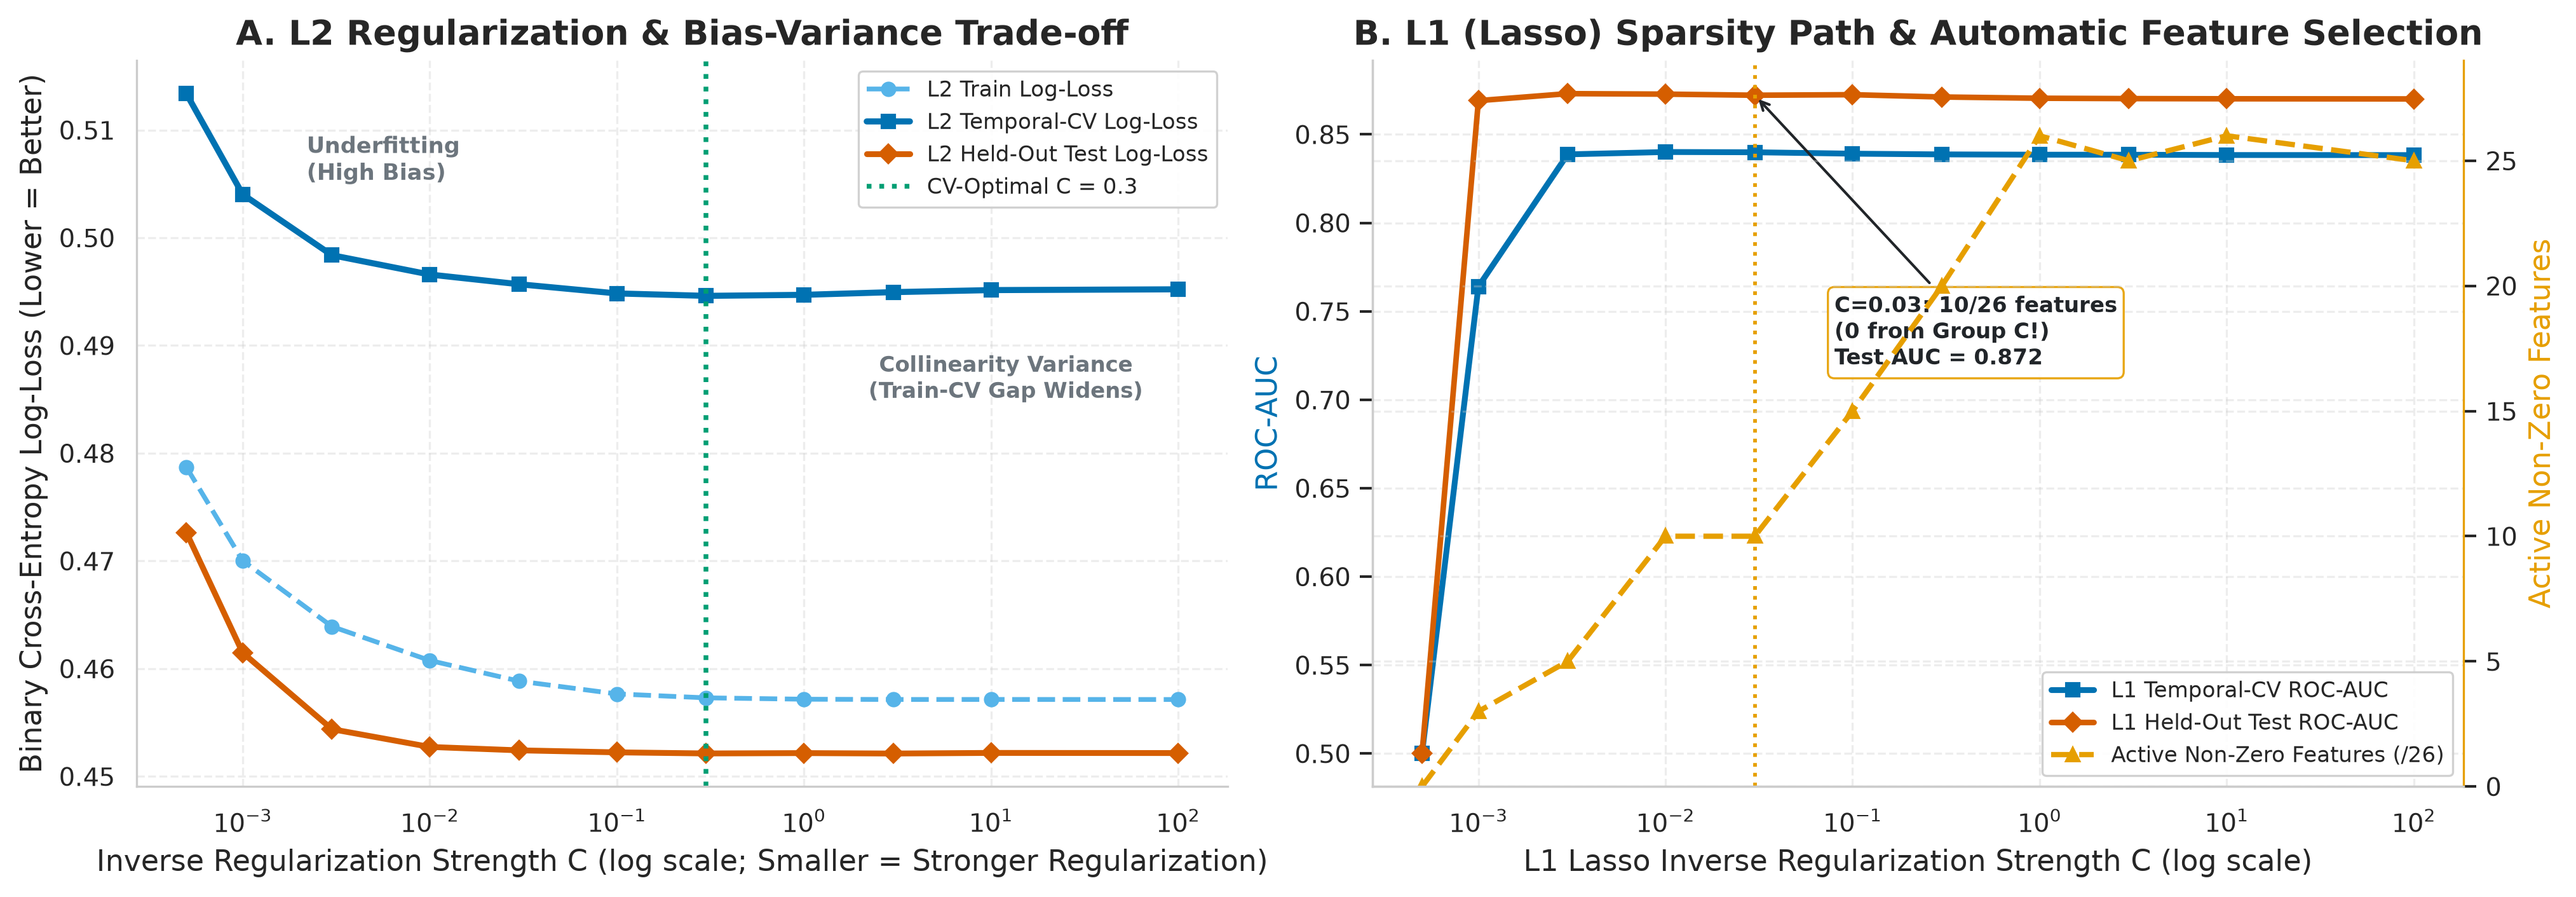 A. L2 Regularization & Bias-Variance Trade-off
Binary Cross-Entropy Log-Loss (Lower = Better)
0.51
0.50
0.49
0.48
0.47
0.46
0.45
Underfitting
(High Bias)
L2 Train Log-Loss
L2 Temporal-CV Log-Loss
L2 Held-Out Test Log-Loss
CV-Optimal C = 0.3
Collinearity Variance
(Train-CV Gap Widens)
10⁻³ 10⁻² 10⁻¹ 10⁰ 10¹ 10²
Inverse Regularization Strength C (log scale; Smaller = Stronger Regularization)
B. L1 (Lasso) Sparsity Path & Automatic Feature Selection
ROC-AUC
0.85
0.80
0.75
0.70
0.65
0.60
0.55
0.50
C=0.03: 10/26 features
(0 from Group C!)
Test AUC = 0.872
L1 Temporal-CV ROC-AUC
L1 Held-Out Test ROC-AUC
Active Non-Zero Features (/26)
25
20
15
10
5
0
Active Non-Zero Features
10⁻³ 10⁻² 10⁻¹ 10⁰ 10¹ 10²
L1 Lasso Inverse Regularization Strength C (log scale)